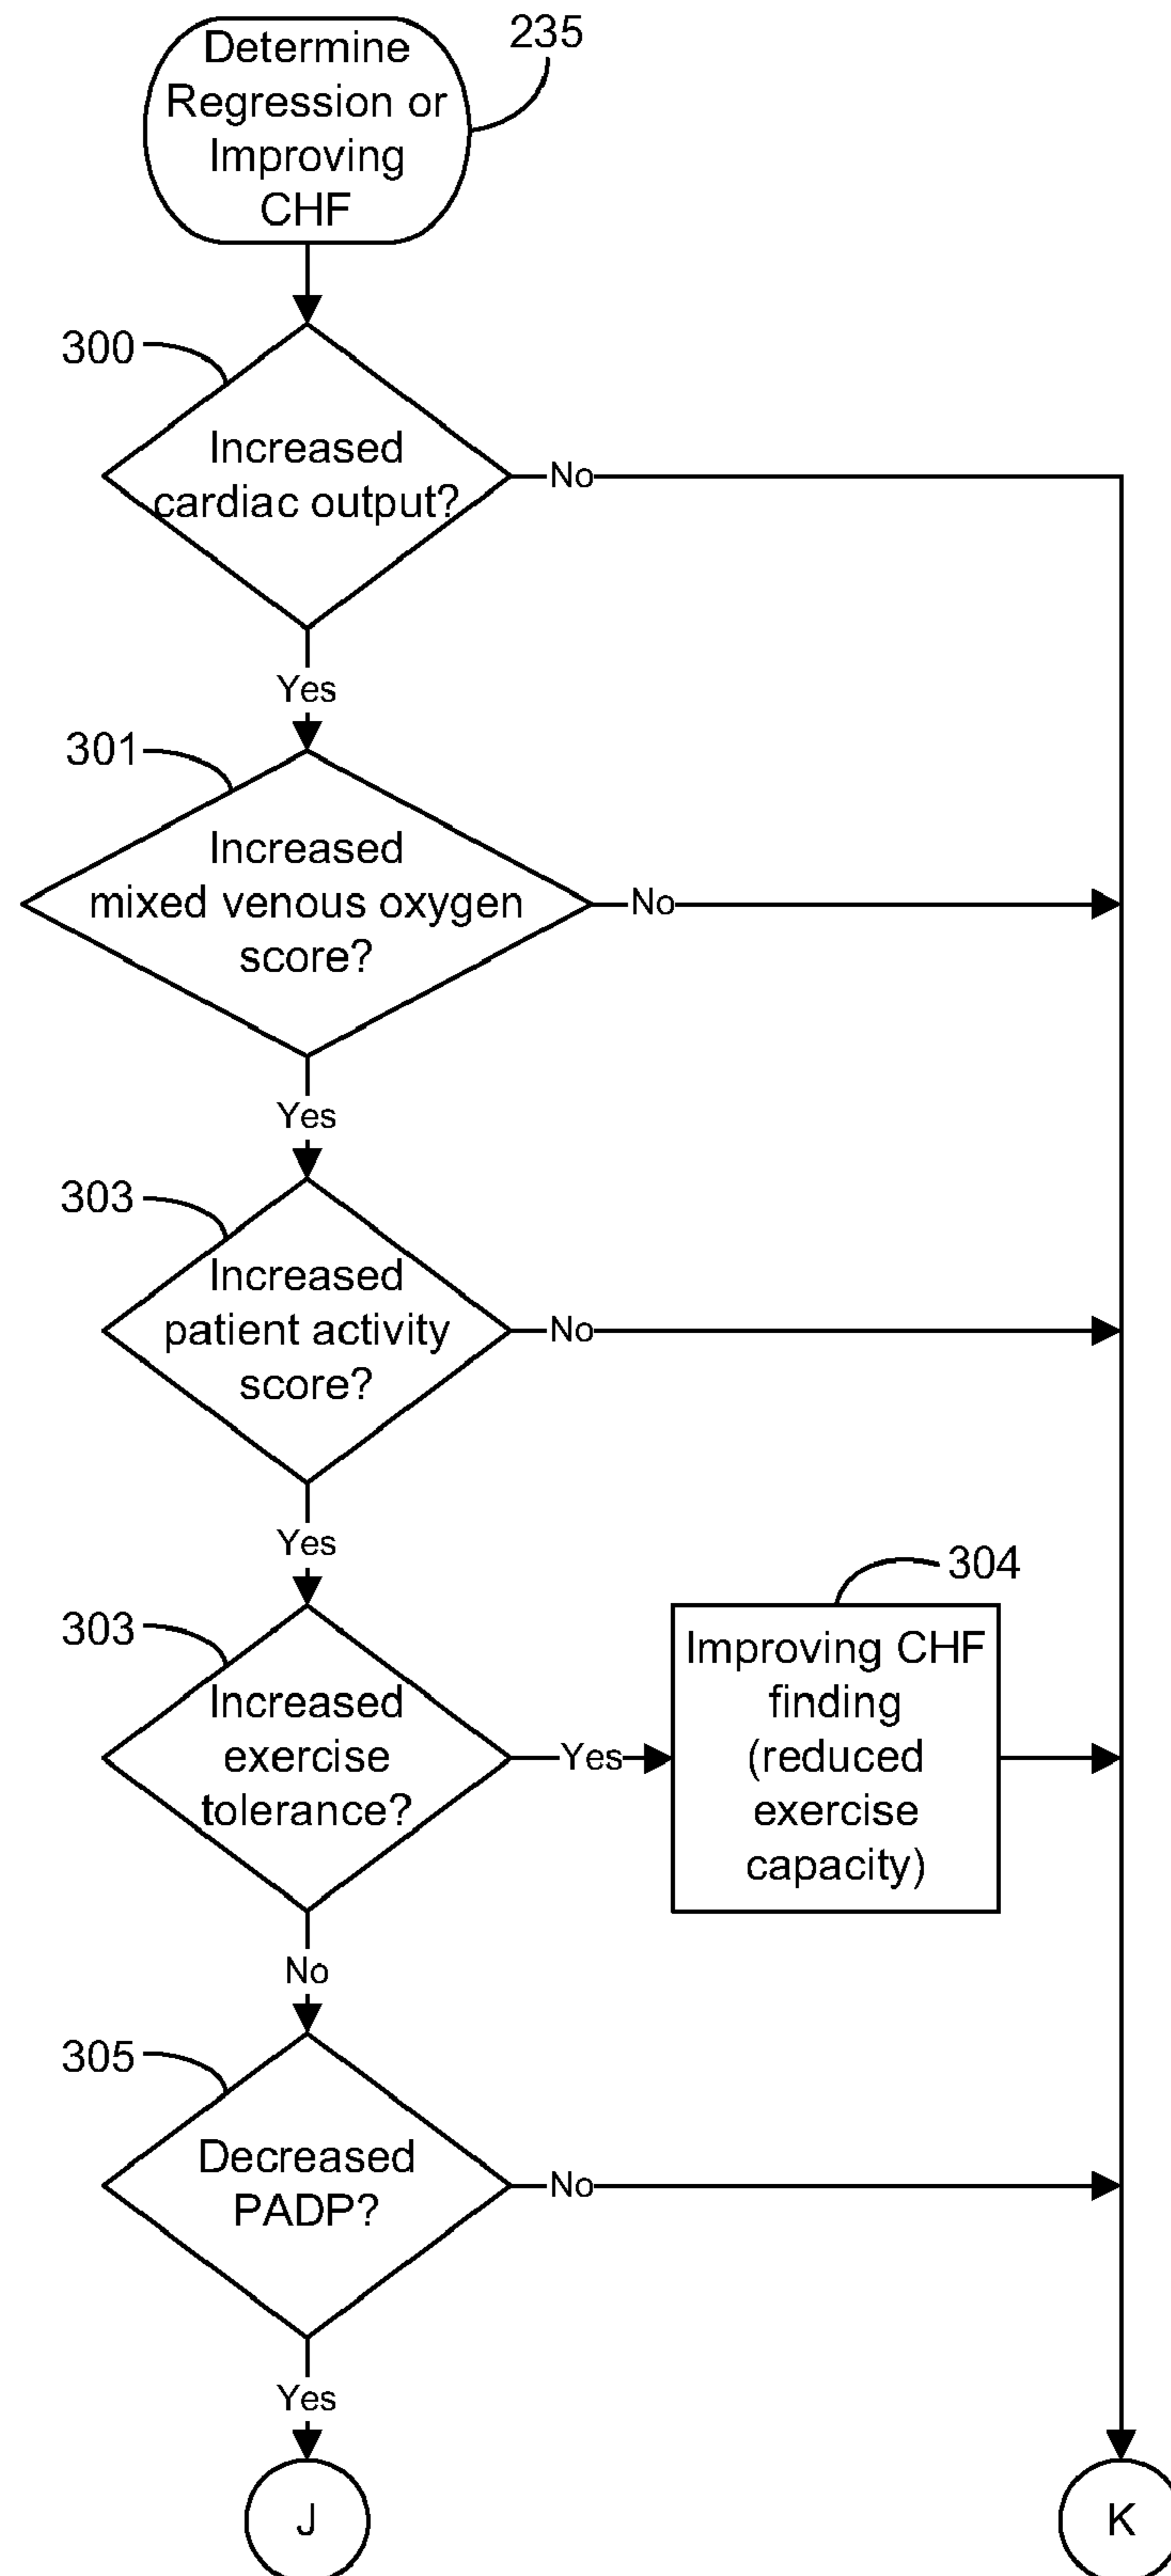 Determine
Regression or
Improving
CHF
235
300
Increased
cardiac output?
No
Yes
301
Increased
mixed venous oxygen
score?
No
Yes
303
Increased
patient activity
score?
No
Yes
303
Increased
exercise
tolerance?
Yes
304
Improving CHF
finding
(reduced
exercise
capacity)
No
305
Decreased
PADP?
No
Yes
J
K